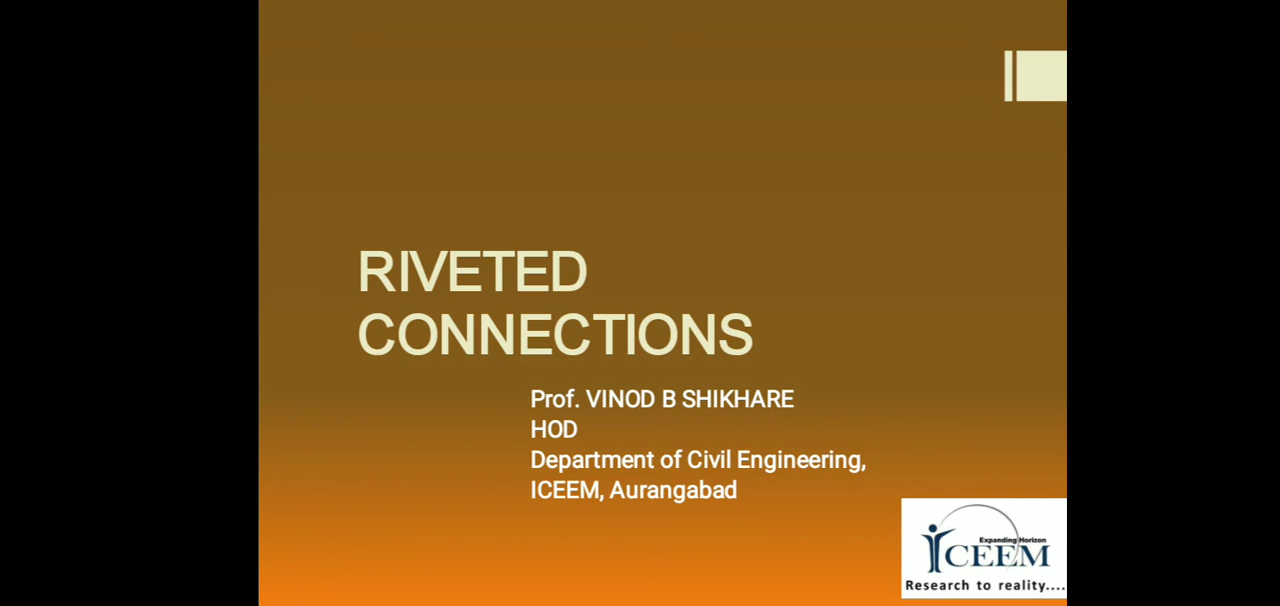 RIVETED
CONNECTIONS
Prof. VINOD B SHIKHARE
HOD
Department of Civil Engineering,
ICEEM, Aurangabad
Expanding Horizon
ICEEM
Research to reality....